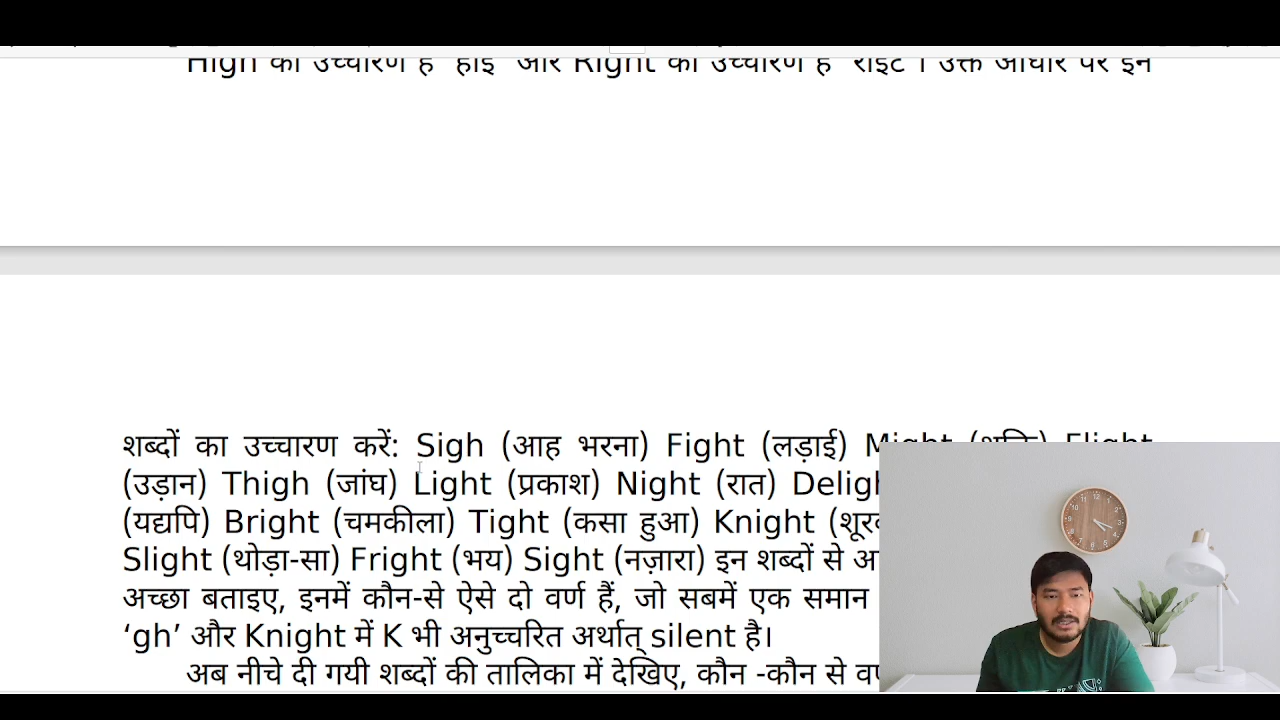 High का उच्चारण है "हाइ" और Right का उच्चारण है "राइट"। उक्त आधार पर इन
शब्दों का उच्चारण करें: Sigh (आह भरना) Fight (लड़ाई) Might (शक्ति) Flight
(उड़ान) Thigh (जांघ) Light (प्रकाश) Night (रात)
(यद्यपि) Bright (चमकीला) Tight (कसा हुआ) Knight
Slight (थोड़ा-सा) Fright (भय) Sight (नज़ारा) इन शब्दों से
अच्छा बताइए, इनमें कौन-से ऐसे दो वर्ण हैं, जो सबमें एक समान
‘gh’ और Knight में K भी अनुच्चरित अर्थात् silent है।
अब नीचे दी गयी शब्दों की तालिका में देखिए, कौन -कौन से